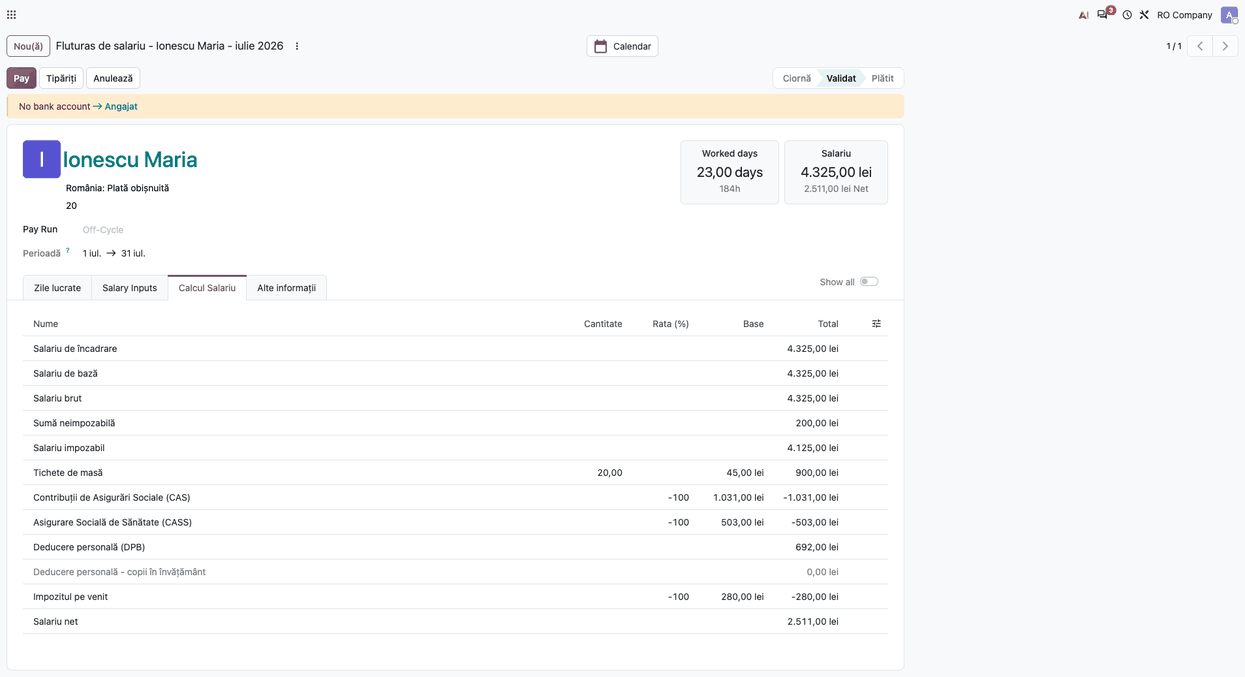 AI 3 RO Company A
Nou(ă) Fluturas de salariu - Ionescu Maria - iulie 2026 Calendar 1 / 1
Pay Tipăriți Anulează Ciornă Validat Plătit
No bank account → Angajat
I Ionescu Maria
România: Plată obișnuită
20
Worked days
23,00 days
184h
Salariu
4.325,00 lei
2.511,00 lei Net
Pay Run Off-Cycle
Perioadă ? 1 iul. → 31 iul.
Zile lucrate Salary Inputs Calcul Salariu Alte informații Show all
Nume Cantitate Rata (%) Base Total
Salariu de încadrare 4.325,00 lei
Salariu de bază 4.325,00 lei
Salariu brut 4.325,00 lei
Sumă neimpozabilă 200,00 lei
Salariu impozabil 4.125,00 lei
Tichete de masă 20,00 45,00 lei 900,00 lei
Contribuții de Asigurări Sociale (CAS) -100 1.031,00 lei -1.031,00 lei
Asigurare Socială de Sănătate (CASS) -100 503,00 lei -503,00 lei
Deducere personală (DPB) 692,00 lei
Deducere personală - copii în învățământ 0,00 lei
Impozitul pe venit -100 280,00 lei -280,00 lei
Salariu net 2.511,00 lei